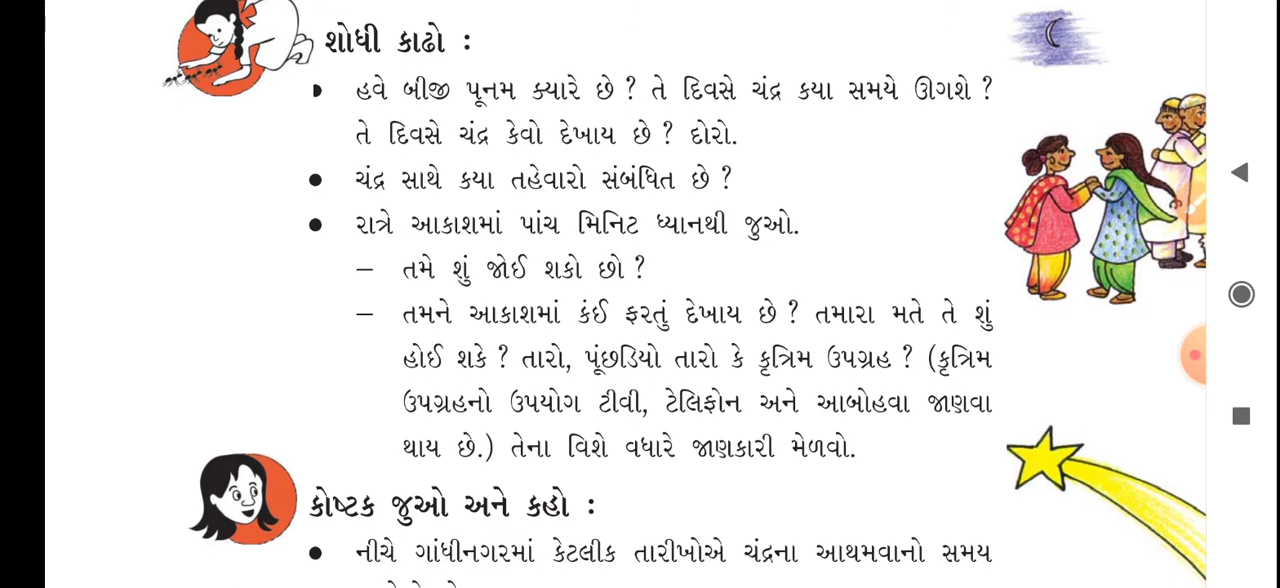 શોધી કાઢો :
હવે બીજી પૂનમ ક્યારે છે ? તે દિવસે ચંદ્ર કયા સમયે ઊગશે ?
તે દિવસે ચંદ્ર કેવો દેખાય છે ? દોરો.
● ચંદ્ર સાથે કયા તહેવારો સંબંધિત છે ?
● રાત્રે આકાશમાં પાંચ મિનિટ ધ્યાનથી જુઓ.
– તમે શું જોઈ શકો છો ?
– તમને આકાશમાં કંઈ ફરતું દેખાય છે ? તમારા મતે તે શું
હોઈ શકે ? તારો, પૂંછડિયો તારો કે કૃત્રિમ ઉપગ્રહ ? (કૃત્રિમ
ઉપગ્રહનો ઉપયોગ ટીવી, ટેલિફોન અને આબોહવા જાણવા
થાય છે.) તેના વિશે વધારે જાણકારી મેળવો.
કોષ્ટક જુઓ અને કહો :
● નીચે ગાંધીનગરમાં કેટલીક તારીખોએ ચંદ્રના આથમવાનો સમય